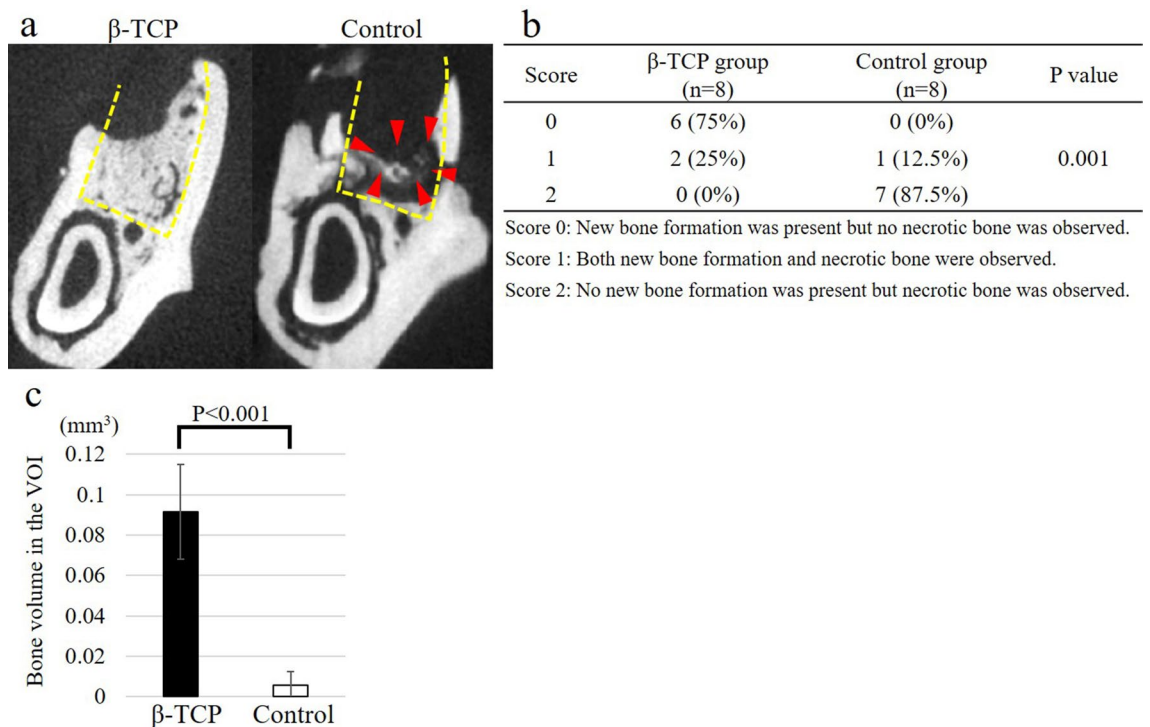 a
β-TCP Control
b
Score β-TCP group (n=8) Control group (n=8) P value
0 6 (75%) 0 (0%)
1 2 (25%) 1 (12.5%) 0.001
2 0 (0%) 7 (87.5%)
Score 0: New bone formation was present but no necrotic bone was observed.
Score 1: Both new bone formation and necrotic bone were observed.
Score 2: No new bone formation was present but necrotic bone was observed.
c
(mm³)
P<0.001
Bone volume in the VOI
0.12
0.1
0.08
0.06
0.04
0.02
0
β-TCP Control